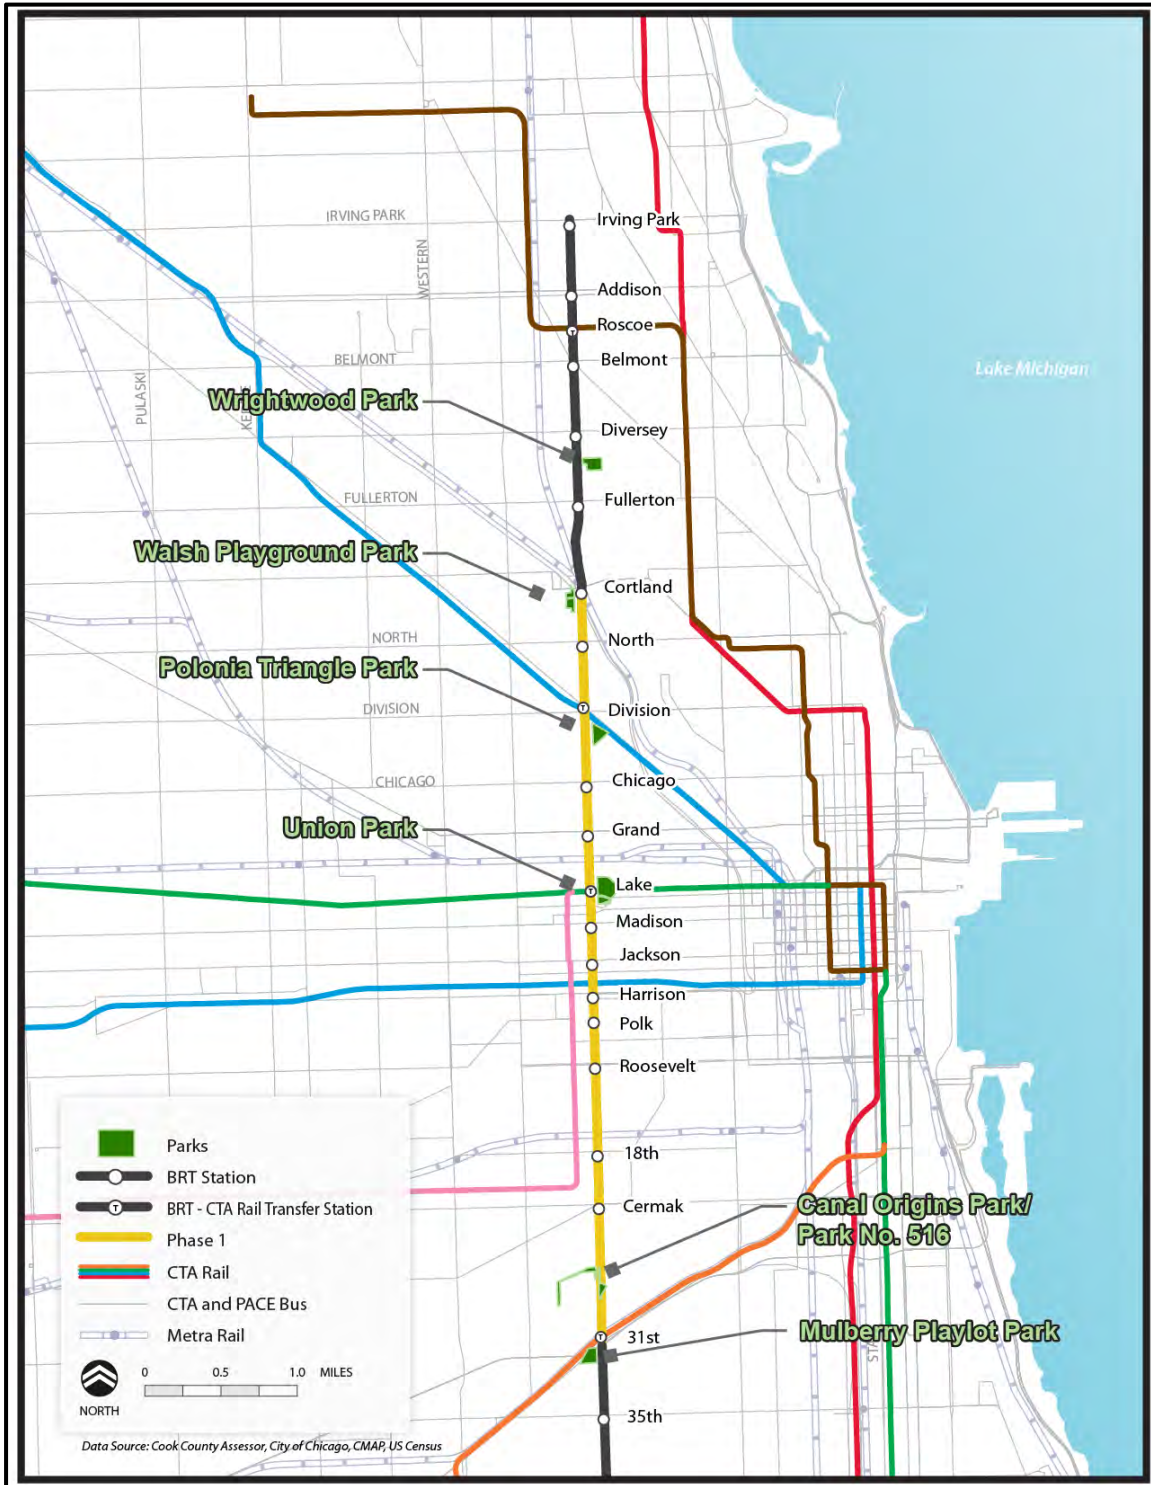 Irving Park
IRVING PARK
WESTERN
Addison
Roscoe
Belmont
BELMONT
Lake Michigan
PULASKI
Wrightwood Park
Diversey
FULLERTON
Fullerton
Walsh Playground Park
Cortland
NORTH
North
Polonia Triangle Park
DIVISION
Division
CHICAGO
Chicago
Union Park
Grand
Lake
Madison
Jackson
Harrison
Polk
Roosevelt
18th
Cermak
Canal Origins Park/
Park No. 516
31st
Mulberry Playlot Park
35th
Parks
BRT Station
T
BRT - CTA Rail Transfer Station
Phase 1
CTA Rail
CTA and PACE Bus
Metra Rail
0 0.5 1.0 MILES
NORTH
Data Source: Cook County Assessor, City of Chicago, CMAP, US Census